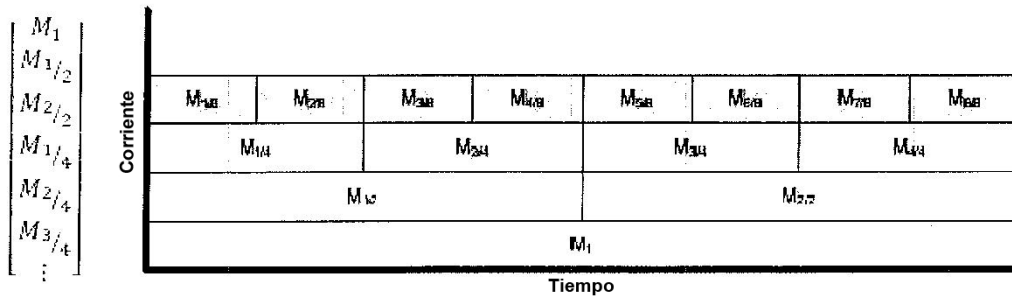 M₁
M₁/₂
M₂/₂
M₁/₄
M₂/₄
M₃/₄
⋮
Corriente
M₁/₈ M₂/₈ M₃/₈ M₄/₈ M₅/₈ M₆/₈ M₇/₈ M₈/₈
M₁/₄ M₂/₄ M₃/₄ M₄/₄
M₁/₂ M₂/₂
M₁
Tiempo